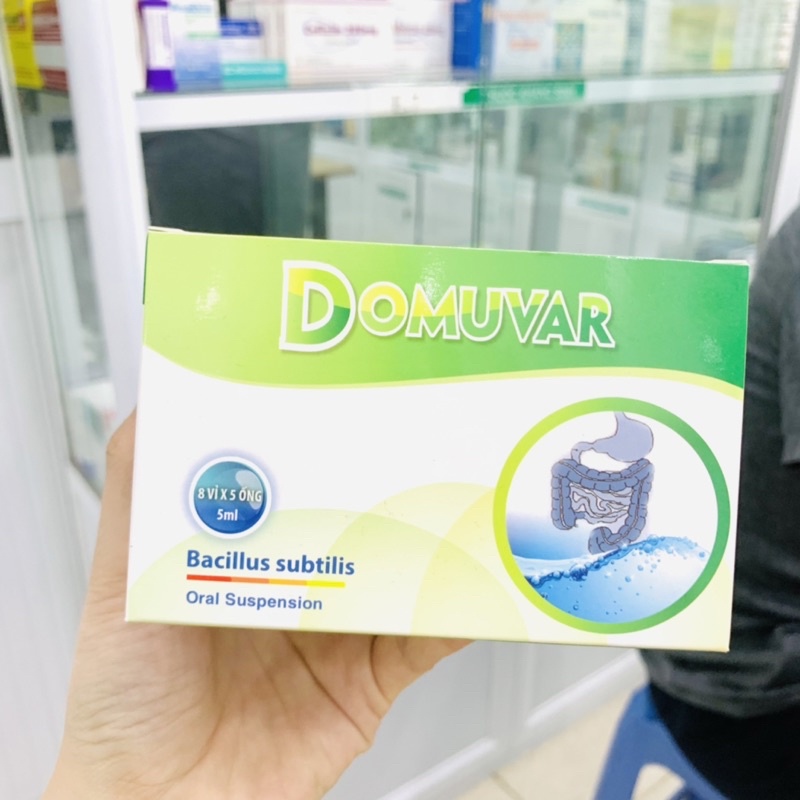 DOMUVAR
8 VỈ X 5 ỐNG
5ml
Bacillus subtilis
Oral Suspension